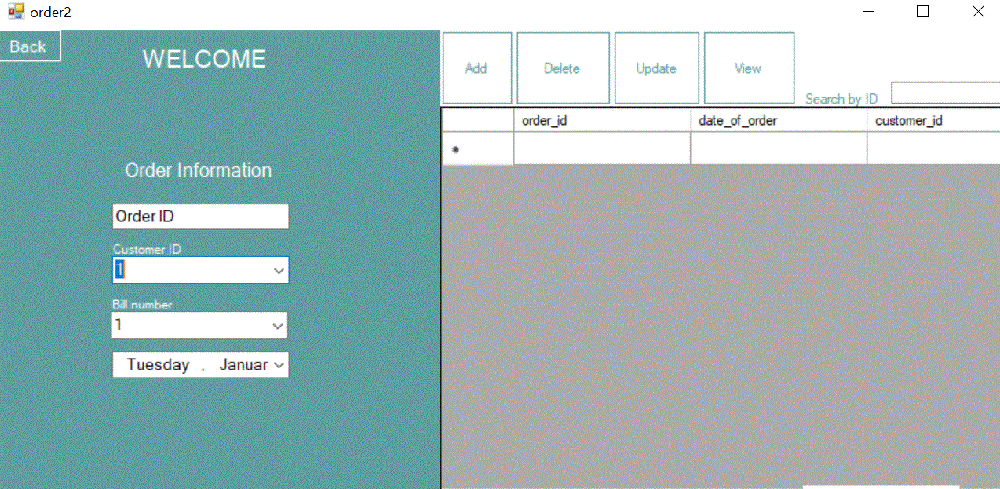 order2
Back
WELCOME
Order Information
Order ID
Customer ID
1
Bill number
1
Tuesday , Januar
Add
Delete
Update
View
Search by ID
order_id
date_of_order
customer_id